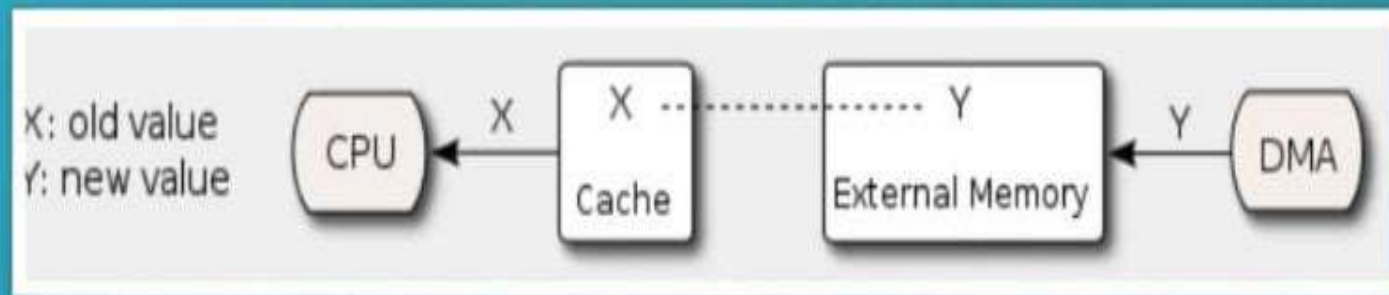 X: old value
Y: new value
CPU
X
X
Cache
Y
External Memory
Y
DMA